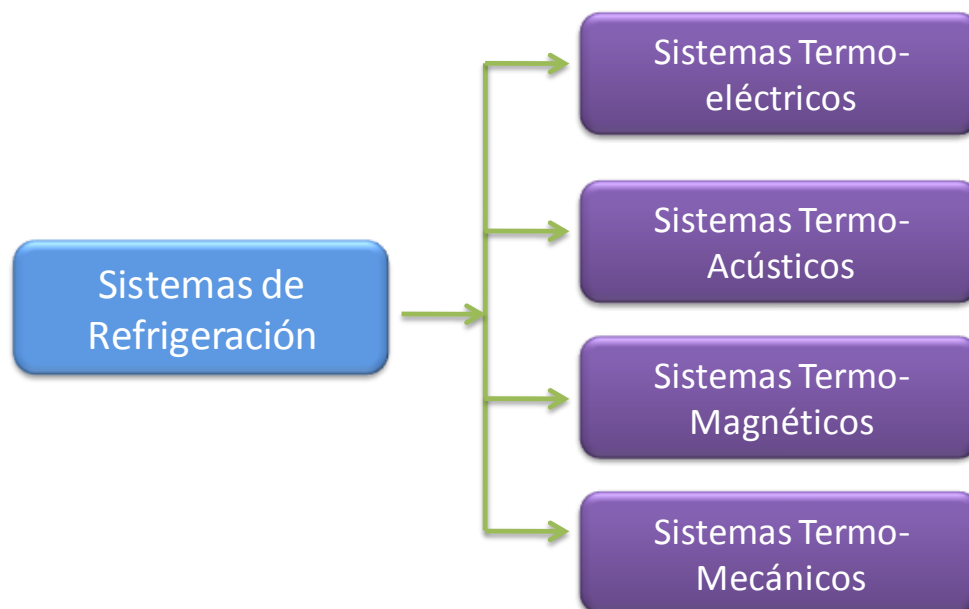 Sistemas de
Refrigeración
Sistemas Termo-
eléctricos
Sistemas Termo-
Acústicos
Sistemas Termo-
Magnéticos
Sistemas Termo-
Mecánicos